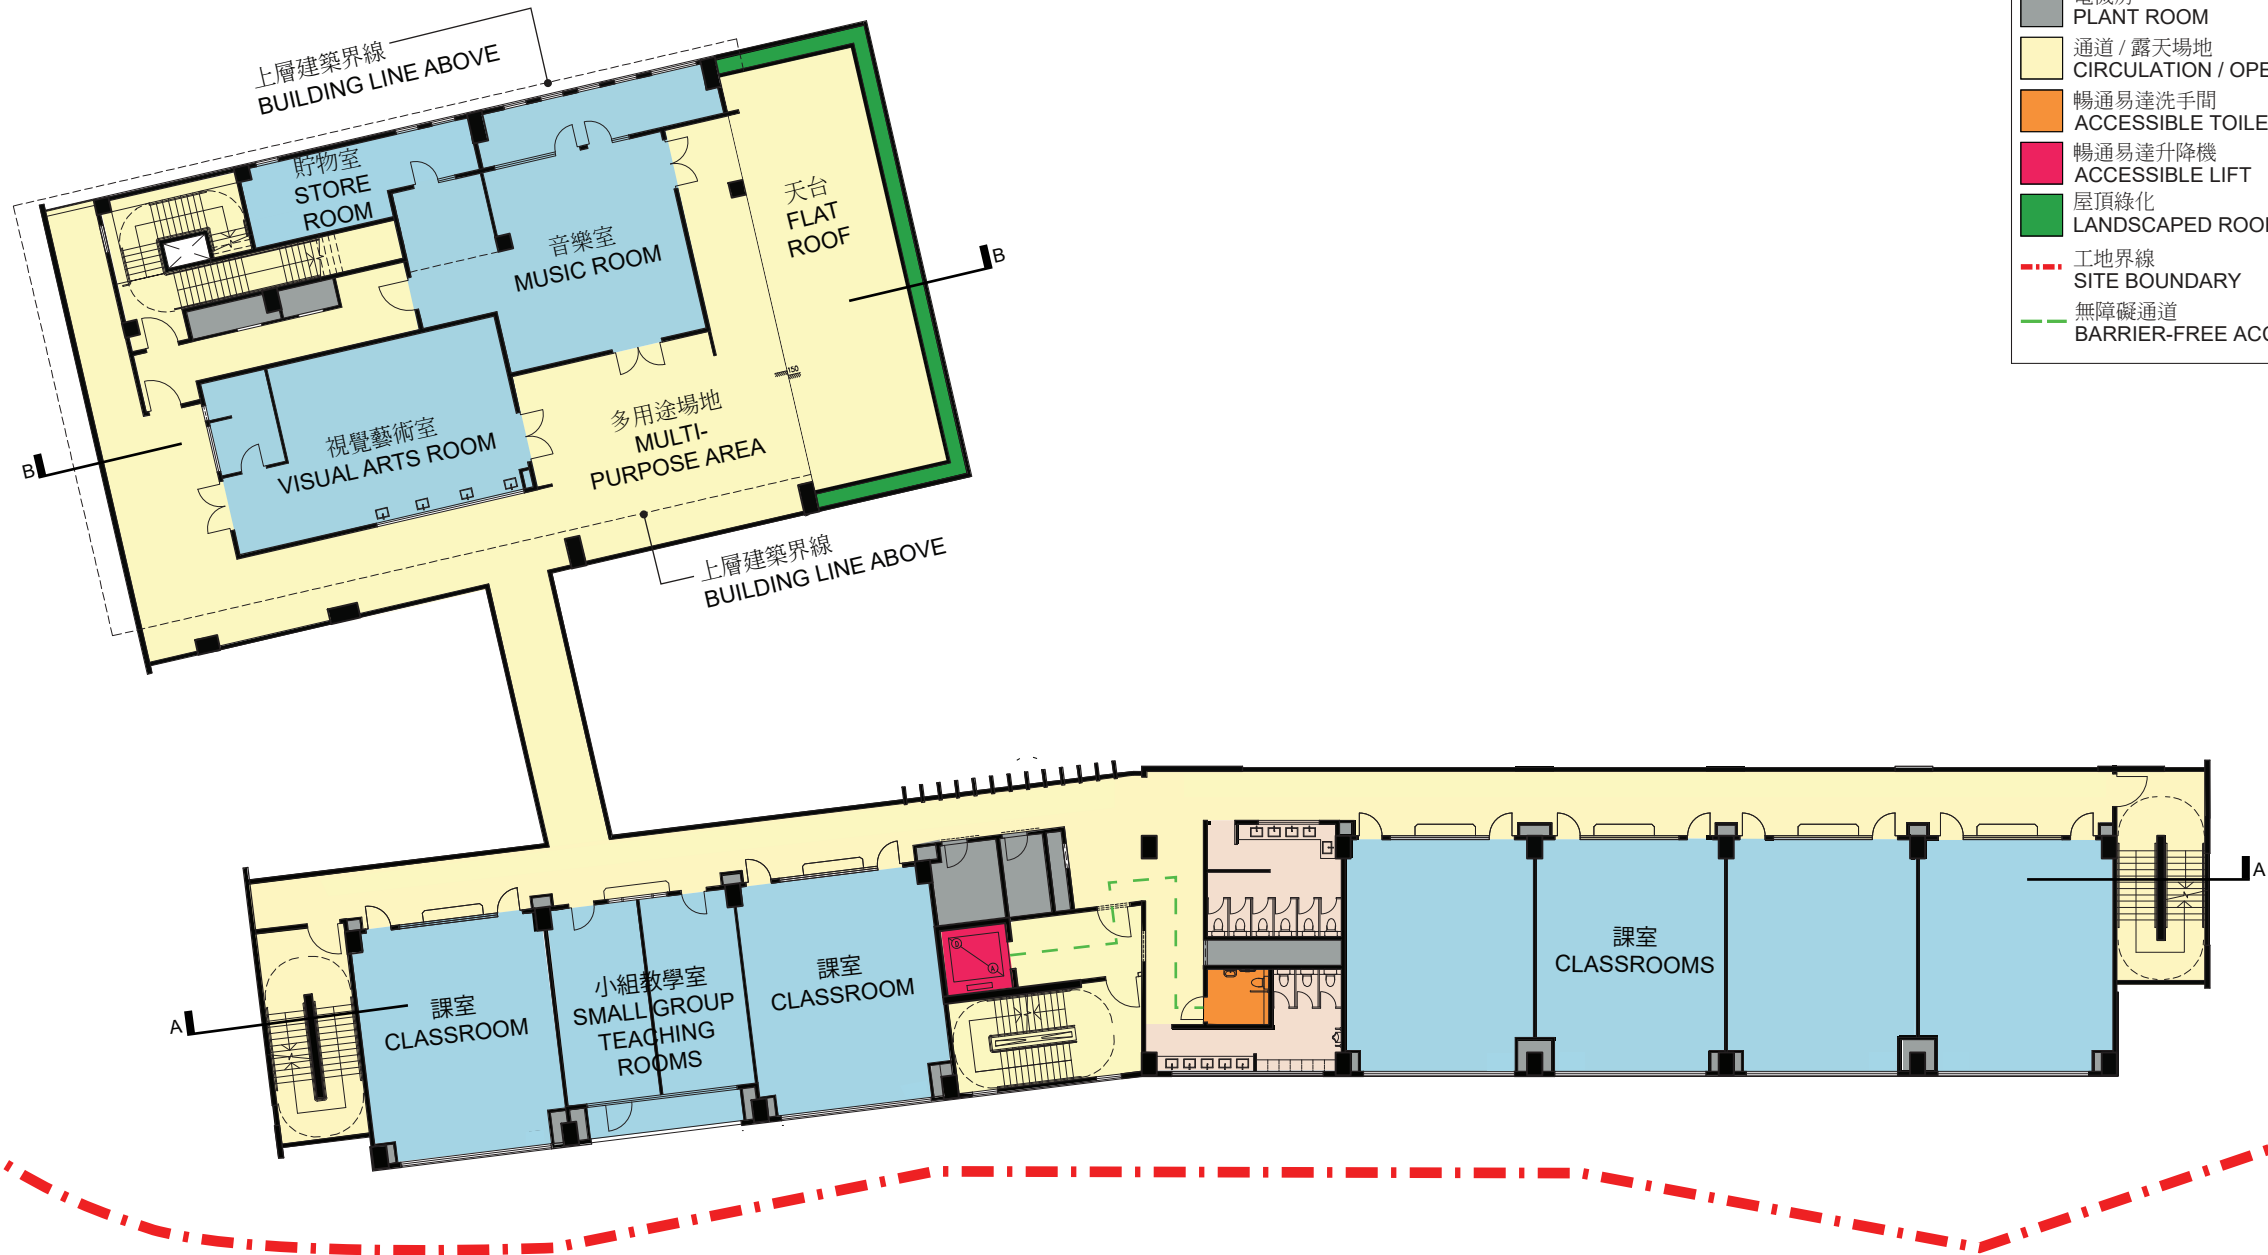 上層建築界線
BUILDING LINE ABOVE
貯物室
STORE
ROOM
音樂室
MUSIC ROOM
天台
FLAT
ROOF
B
B
150
視覺藝術室
VISUAL ARTS ROOM
多用途場地
MULTI-
PURPOSE AREA
上層建築界線
BUILDING LINE ABOVE
PLANT ROOM
通道 / 露天場地
CIRCULATION / OPE
暢通易達洗手間
ACCESSIBLE TOILE
暢通易達升降機
ACCESSIBLE LIFT
屋頂綠化
LANDSCAPED ROO
工地界線
SITE BOUNDARY
無障礙通道
BARRIER-FREE ACC
A
課室
CLASSROOM
小組教學室
SMALL GROUP
TEACHING
ROOMS
課室
CLASSROOM
課室
CLASSROOMS
A